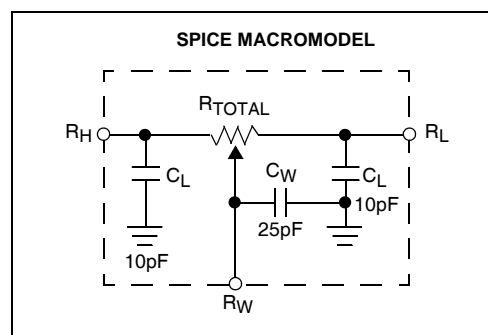 SPICE MACROMODEL
RTOTAL
RH
RL
CL
CW
CL
10pF
25pF
10pF
RW